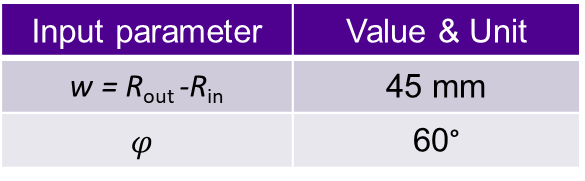 Input parameter Value & Unit
w = Rout -Rin 45 mm
φ 60°